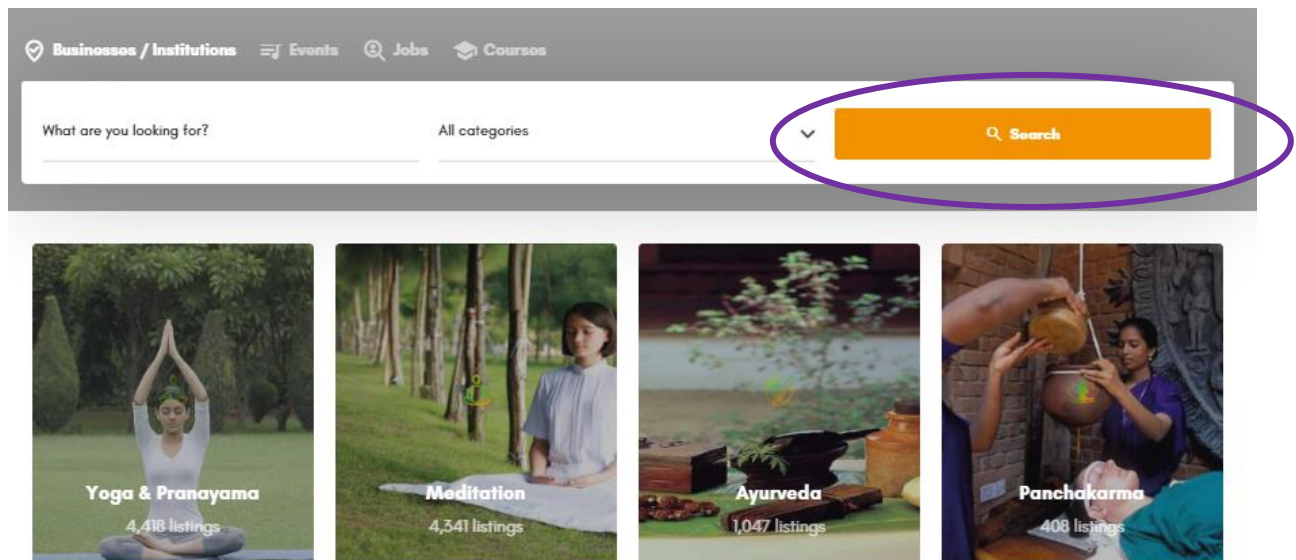 Businesses / Institutions Events Jobs Courses
What are you looking for? All categories Search
Yoga & Pranayama Meditation Ayurveda Panchakarma
4,418 listings 4,341 listings 1,047 listings 408 listings